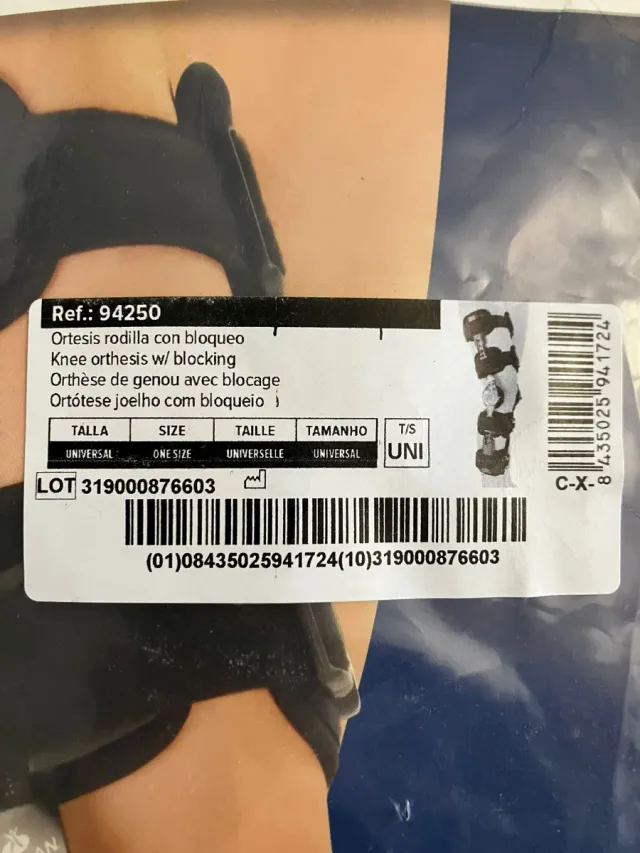 Ref.: 94250
Ortesis rodilla con bloqueo
Knee orthesis w/ blocking
Orthèse de genou avec blocage
Ortótese joelho com bloqueio
TALLA SIZE TAILLE TAMANHO T/S
UNIVERSAL ONE SIZE UNIVERSELLE UNIVERSAL UNI
LOT 319000876603
(01)08435025941724(10)319000876603
C-X-
8 435025 941724